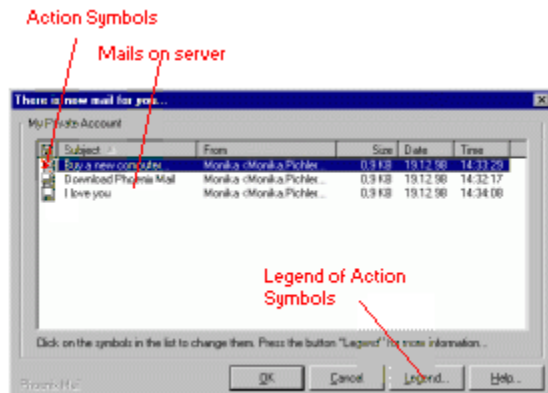 Action Symbols
Mails on server
There is new mail for you...
My Private Account
Subject From Size Date Time
Buy a new computer... Monika <Monika.Pichler... 0,9 KB 19.12.98 14:33:29
Download Phoenix Mail Monika <Monika.Pichler... 0,9 KB 19.12.98 14:32:17
I love you Monika <Monika.Pichler... 0,9 KB 19.12.98 14:34:08
Legend of Action
Symbols
Click on the symbols in the list to change them. Press the button "Legend" for more information...
Phoenix Mail
OK Cancel Legend... Help...